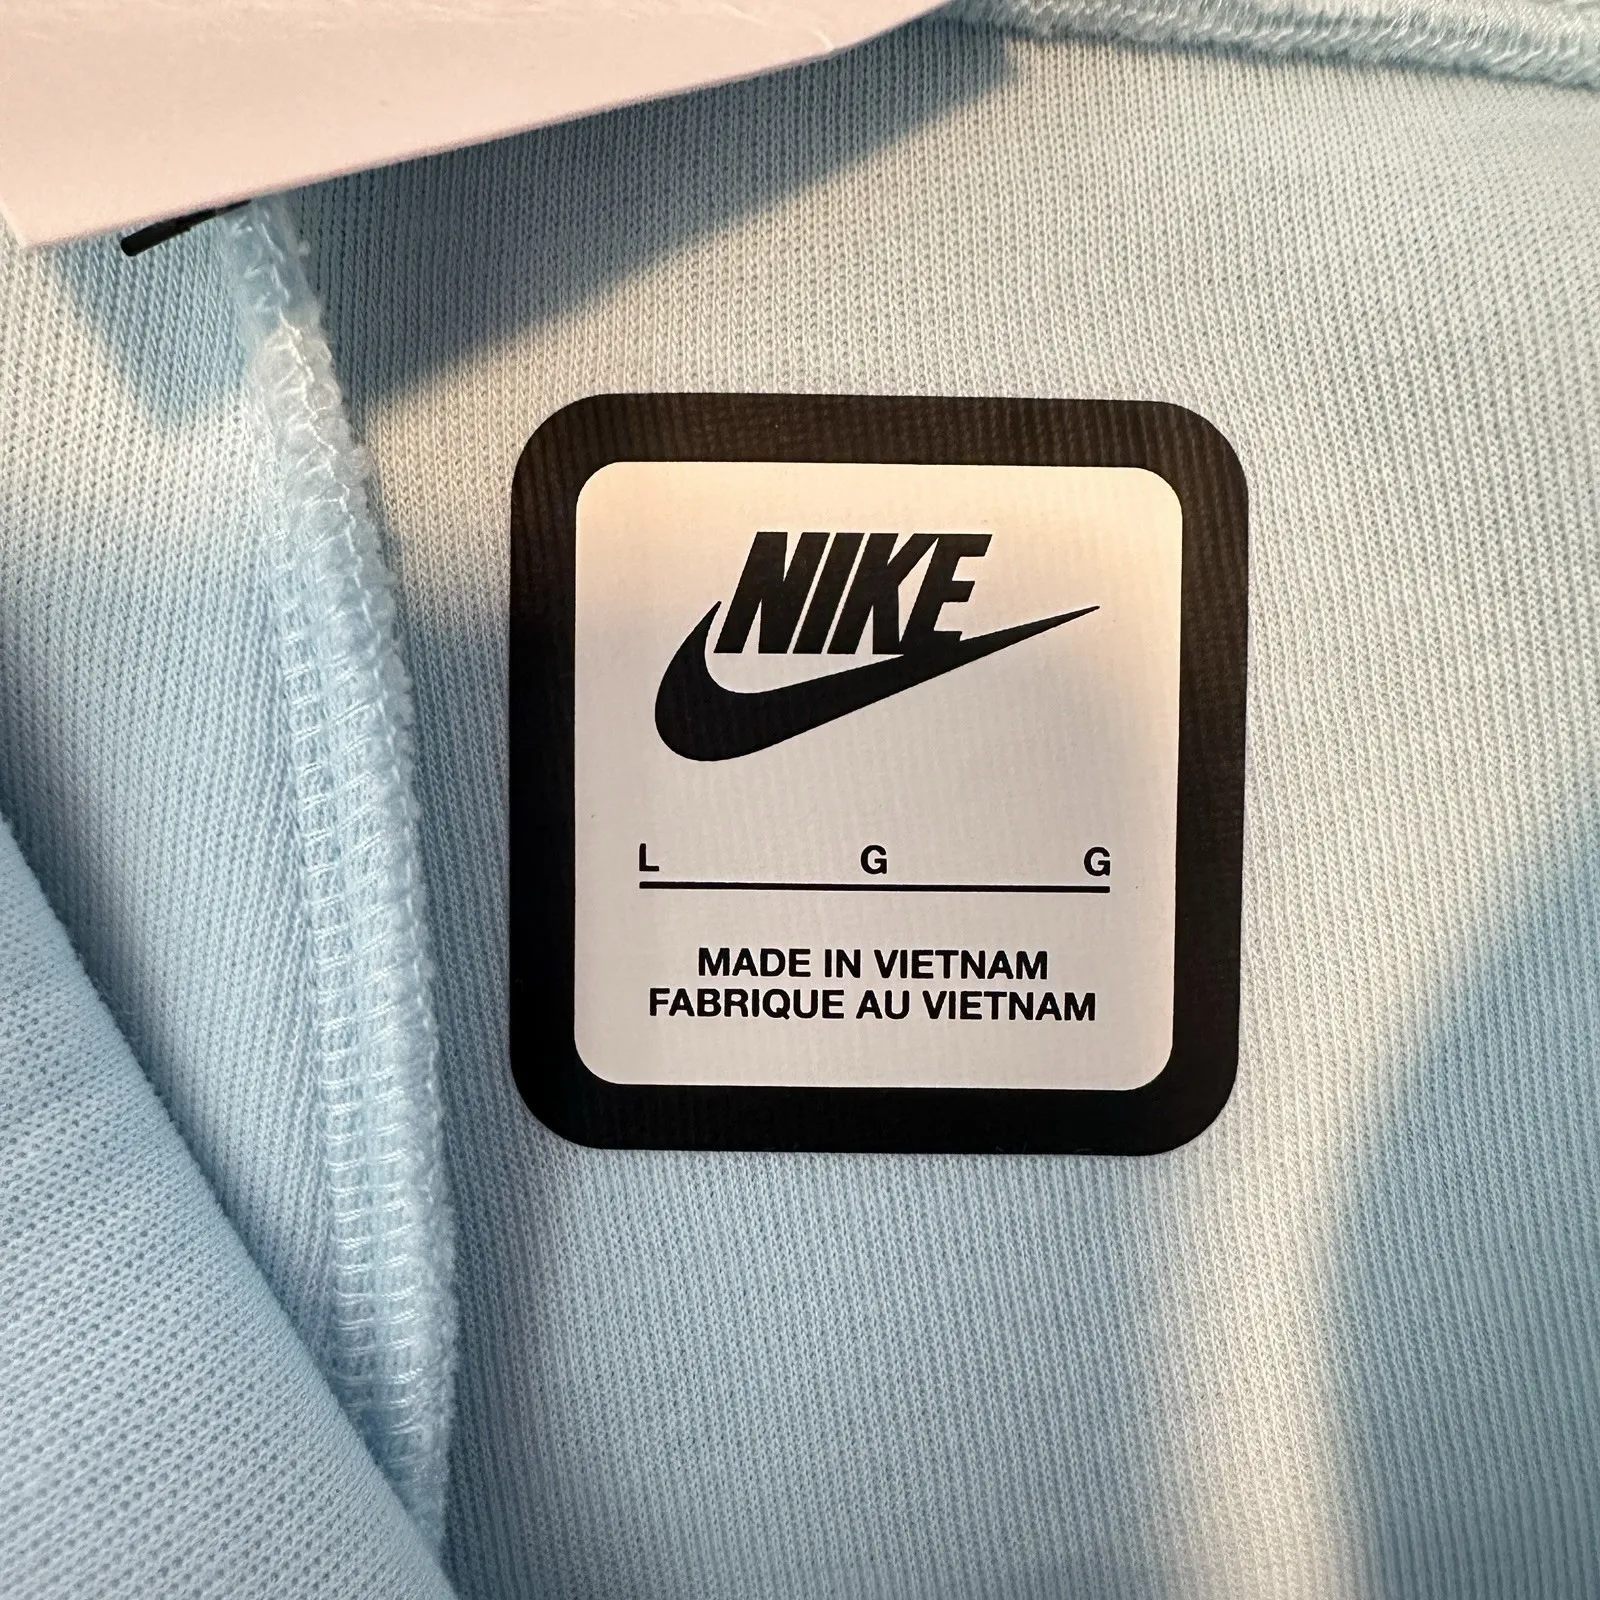 NIKE
L G G
MADE IN VIETNAM
FABRIQUE AU VIETNAM